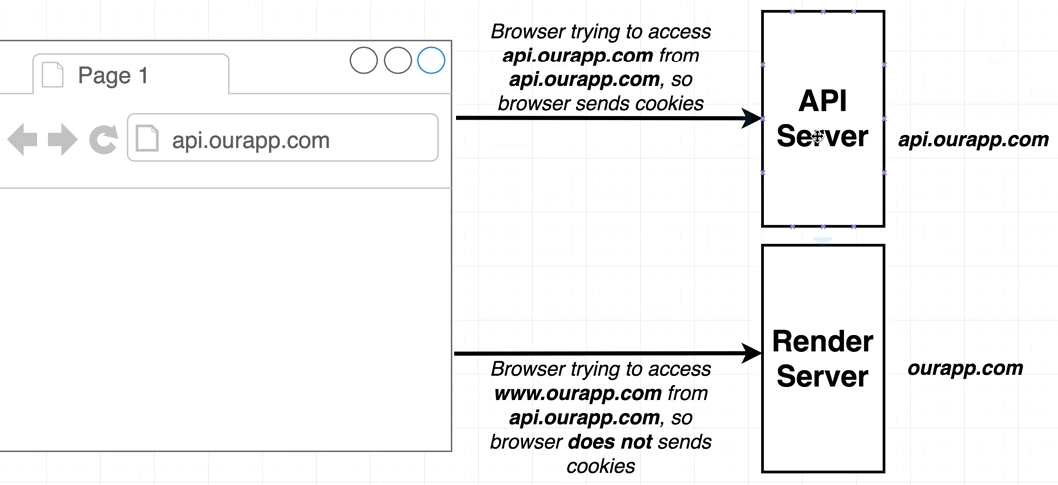 Page 1
api.ourapp.com
Browser trying to access
api.ourapp.com from
api.ourapp.com, so
browser sends cookies
API
Server
api.ourapp.com
Browser trying to access
www.ourapp.com from
api.ourapp.com, so
browser does not sends
cookies
Render
Server
ourapp.com